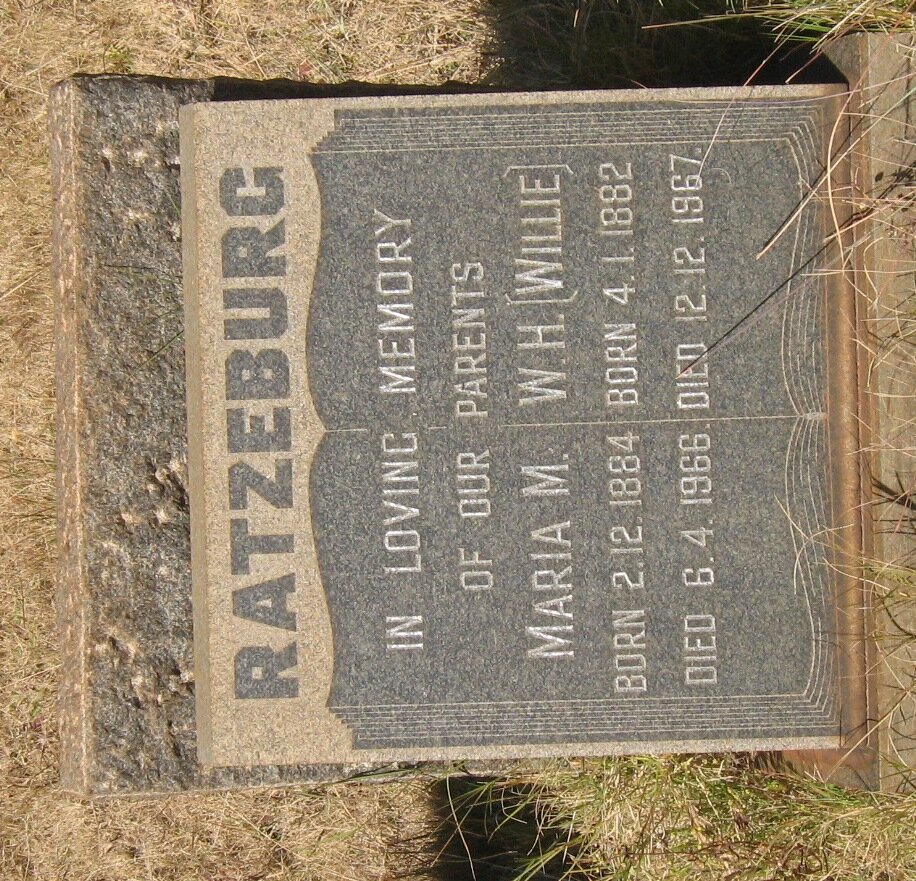 RATZEBURG
IN LOVING MEMORY
OF OUR PARENTS
MARIA M. W.H. (WILLIE)
BORN 2.12.1884 BORN 4.1.1882
DIED 6.4.1966. DIED 12.12.1967.